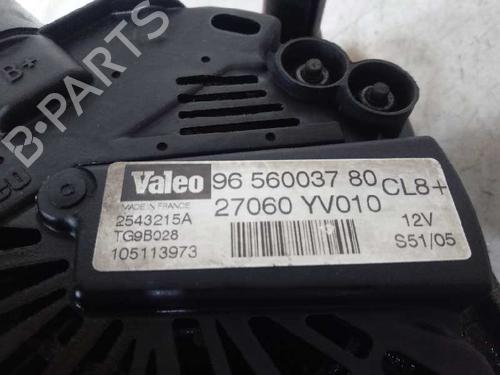 B+
B-PARTS
Valeo 96 560037 80 CL8+
MADE IN FRANCE 27060 YV010
2543215A 12V
TG9B028 S51/05
105113973